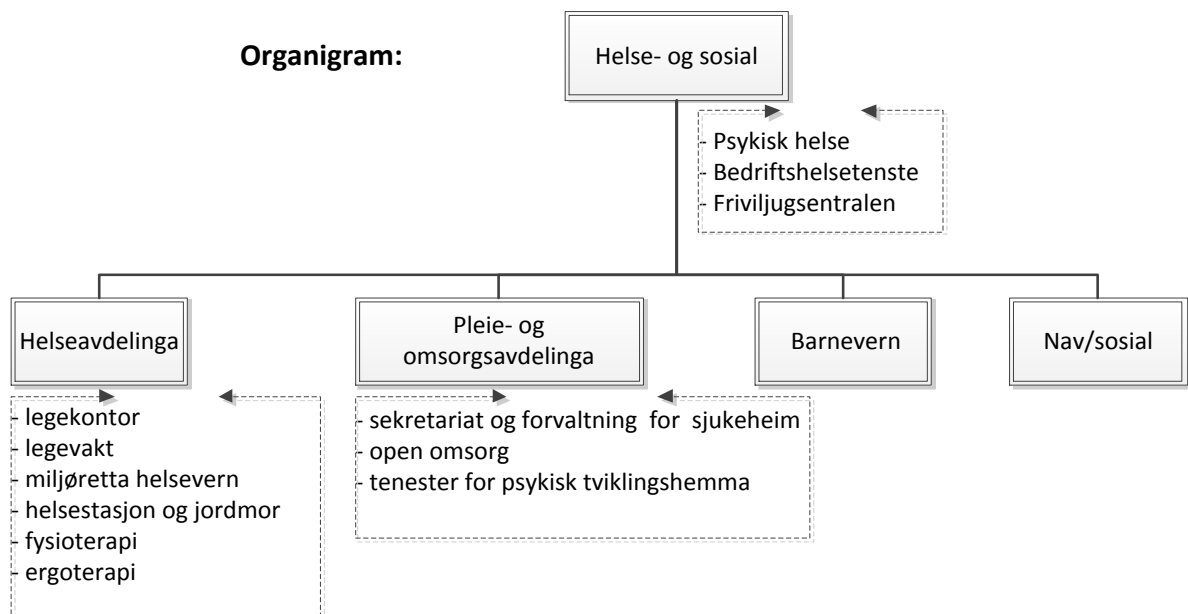 Organigram:
Helse- og sosial
- Psykisk helse
- Bedriftshelsetenste
- Friviljugsentralen
Helseavdelinga
Pleie- og
omsorgsavdelinga
Barnevern
Nav/sosial
- legekontor
- legevakt
- miljøretta helsevern
- helsestasjon og jordmor
- fysioterapi
- ergoterapi
- sekretariat og forvaltning for sjukeheim
- open omsorg
- tenester for psykisk tviklingshemma